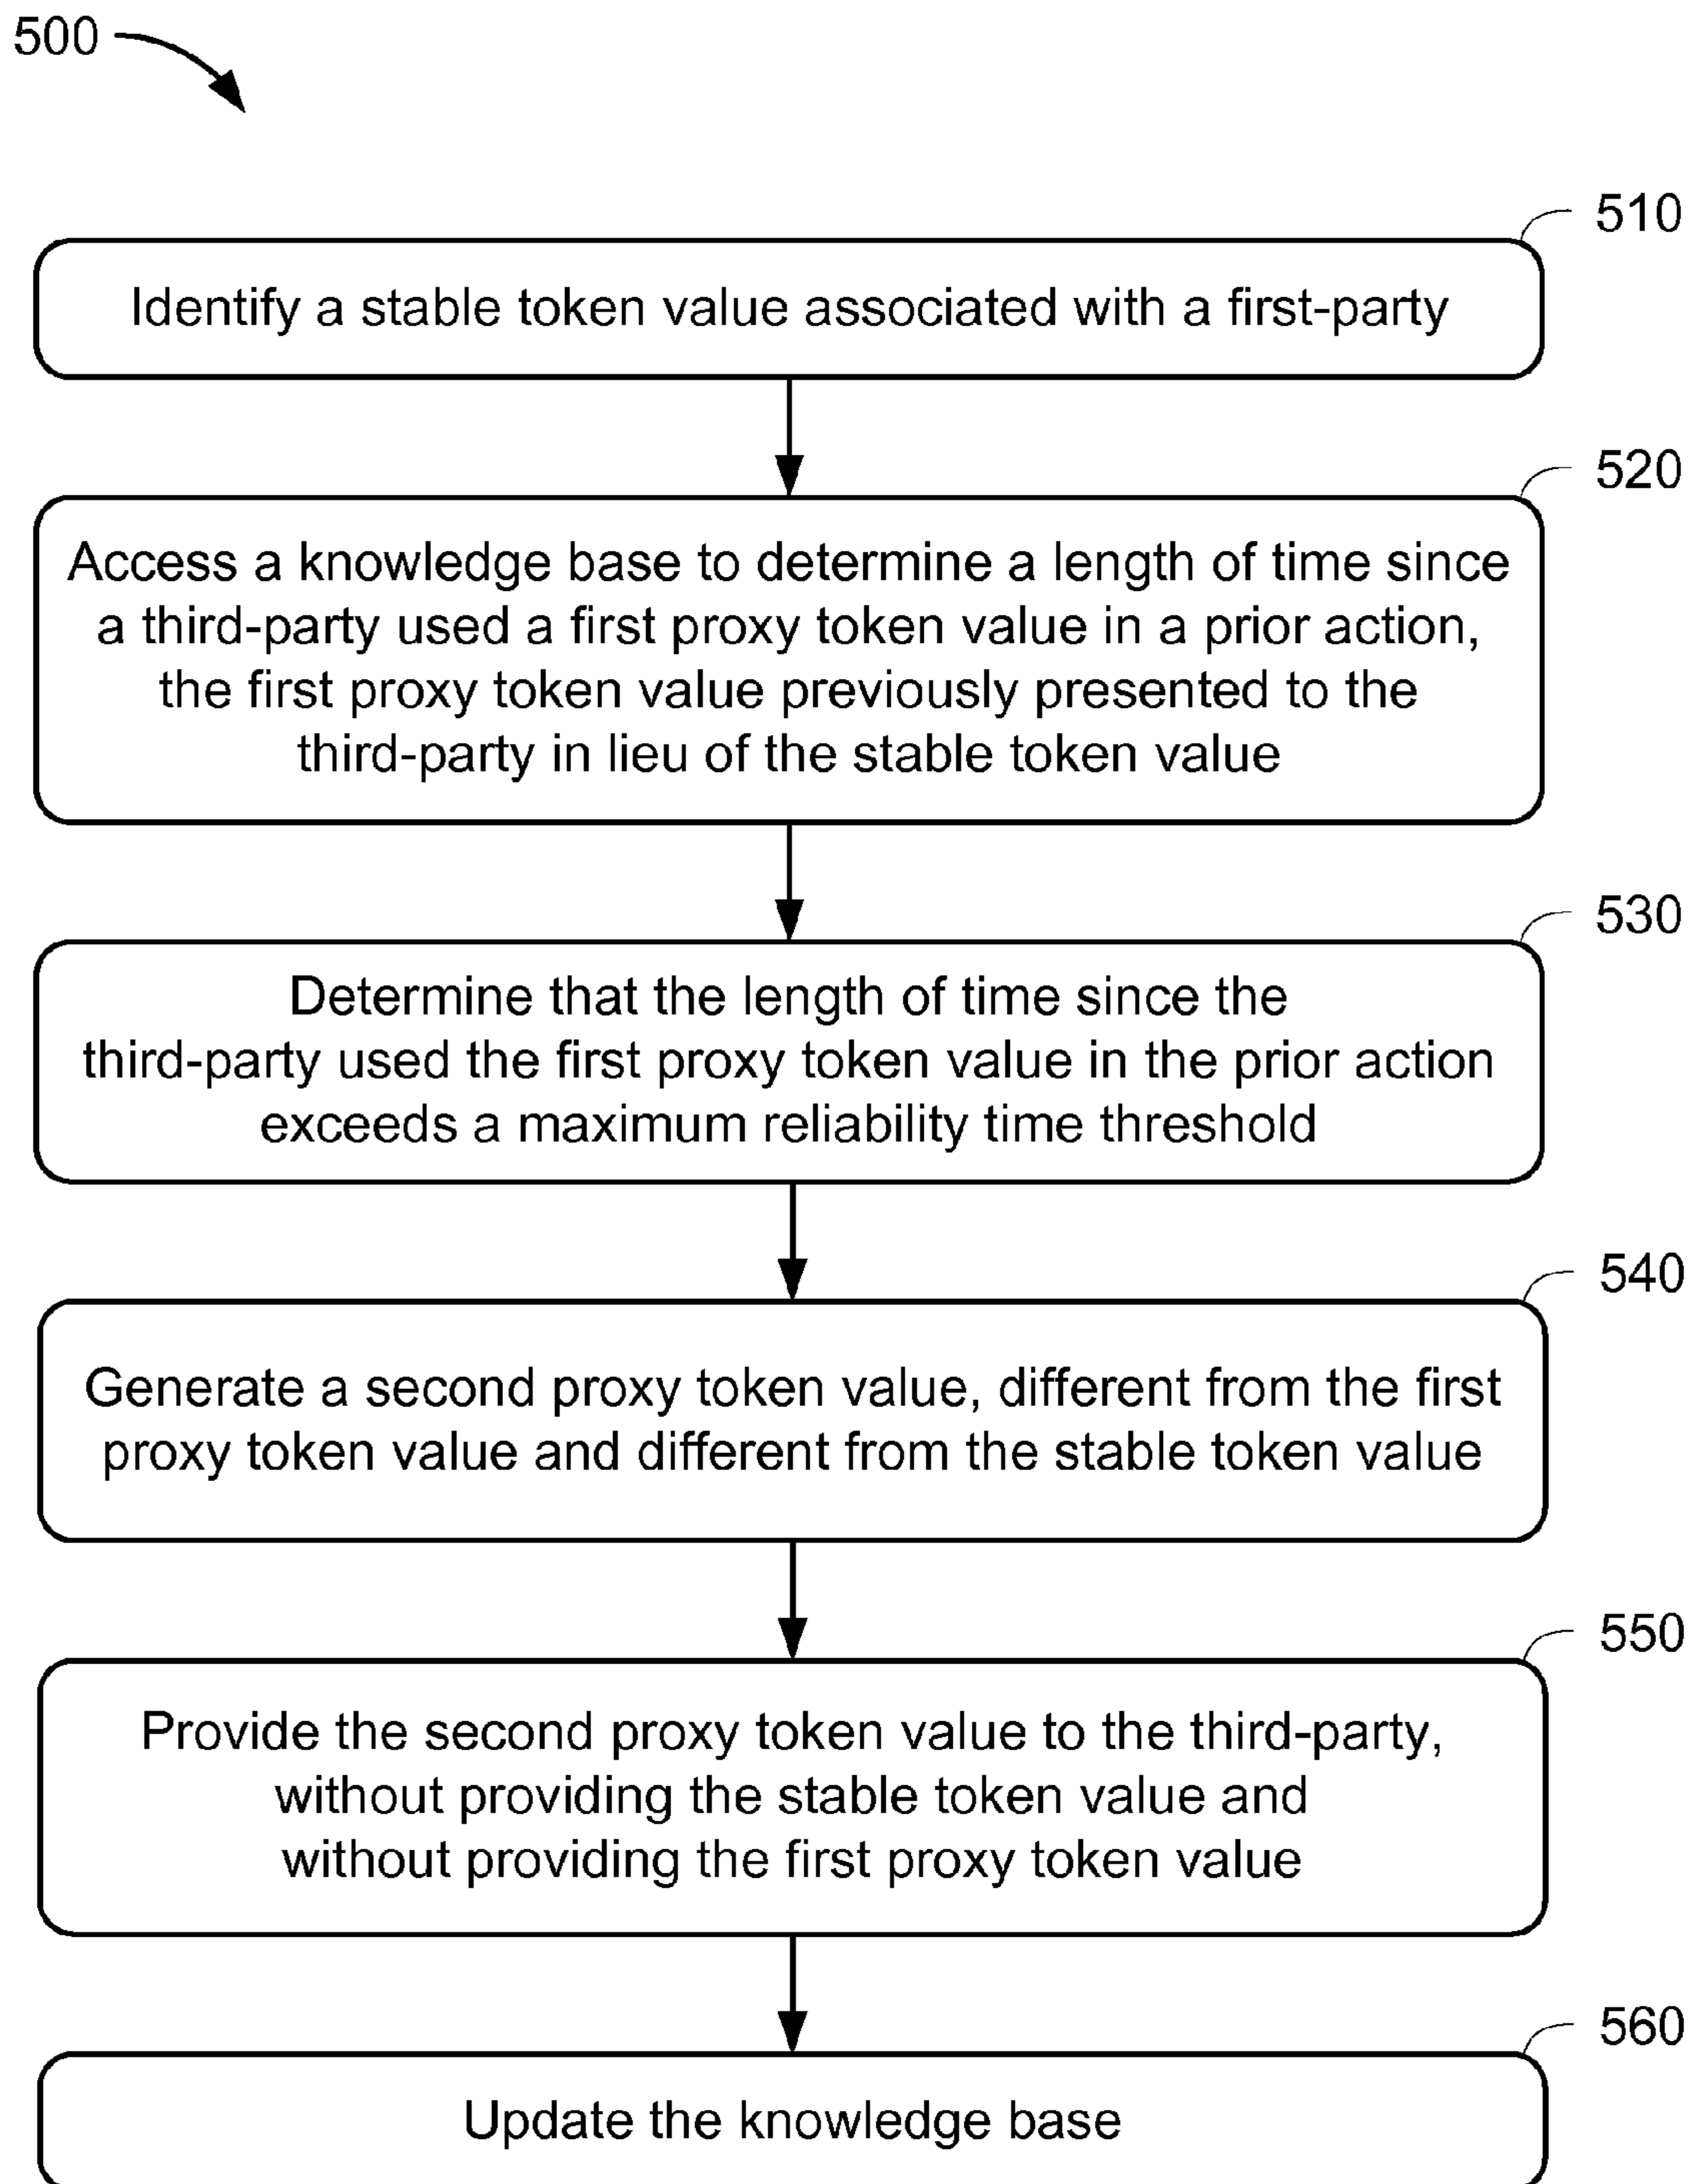 500
510
Identify a stable token value associated with a first-party
520
Access a knowledge base to determine a length of time since
a third-party used a first proxy token value in a prior action,
the first proxy token value previously presented to the
third-party in lieu of the stable token value
530
Determine that the length of time since the
third-party used the first proxy token value in the prior action
exceeds a maximum reliability time threshold
540
Generate a second proxy token value, different from the first
proxy token value and different from the stable token value
550
Provide the second proxy token value to the third-party,
without providing the stable token value and
without providing the first proxy token value
560
Update the knowledge base